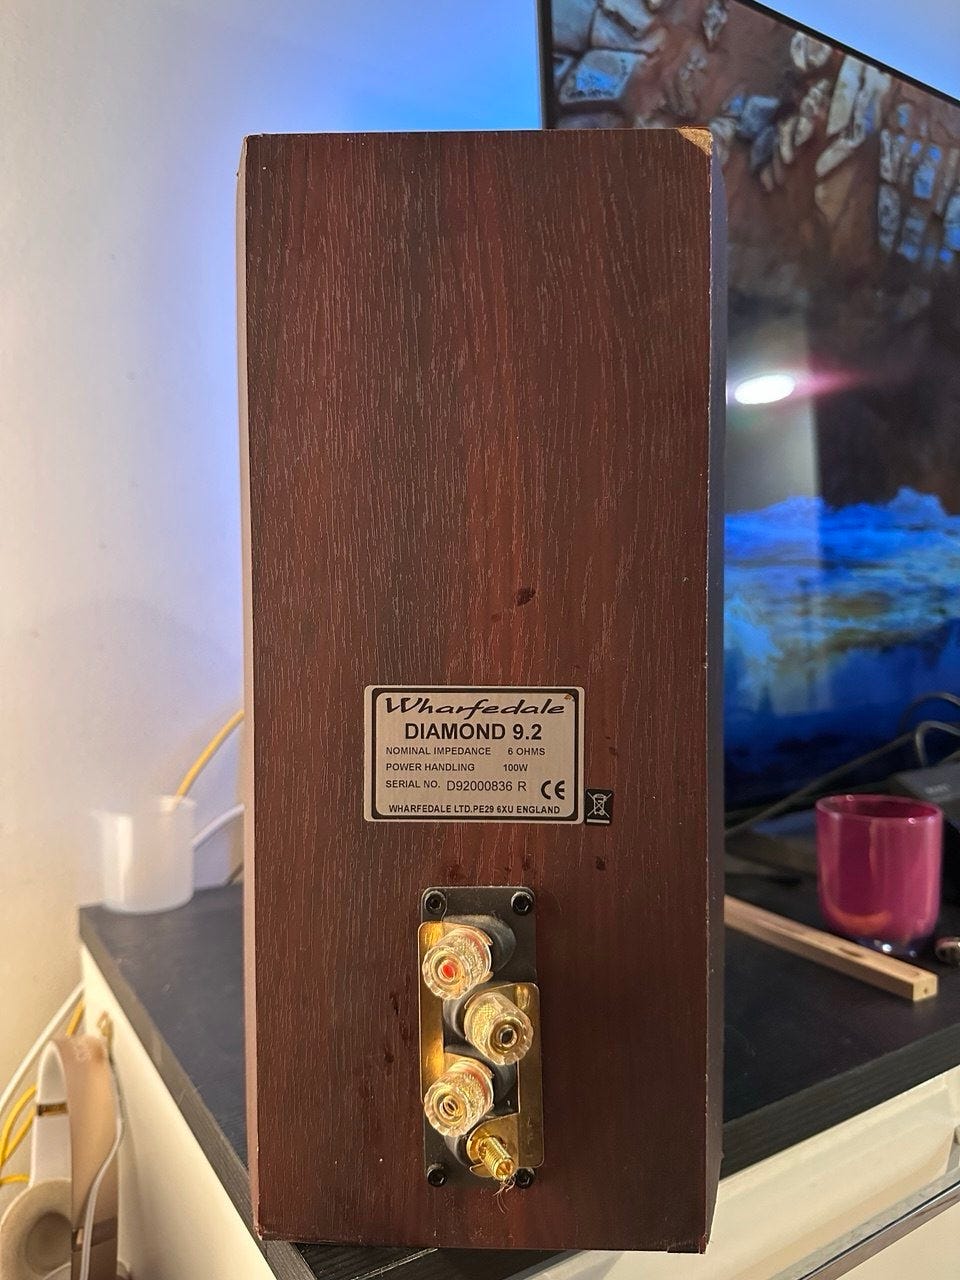 Wharfedale
DIAMOND 9.2
NOMINAL IMPEDANCE 6 OHMS
POWER HANDLING 100W
SERIAL NO. D92000836 R CE
WHARFEDALE LTD.PE29 6XU ENGLAND